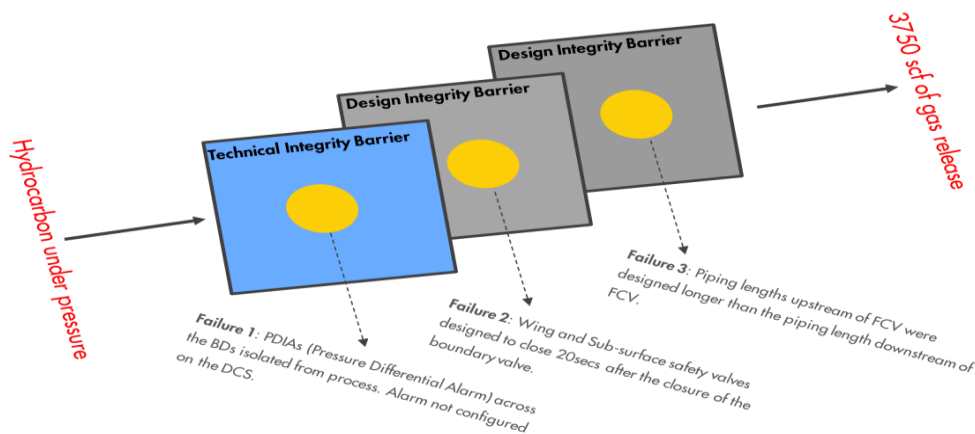 Hydrocarbon under pressure
Technical Integrity Barrier
Design Integrity Barrier
Design Integrity Barrier
3750 scf of gas release
Failure 1: PDIAs (Pressure Differential Alarm) across
the BDs isolated from process. Alarm not configured
on the DCS.
Failure 2: Wing and Sub-surface safety valves
designed to close 20secs after the closure of the
boundary valve.
Failure 3: Piping lengths upstream of FCV were
designed longer than the piping length downstream of
FCV.